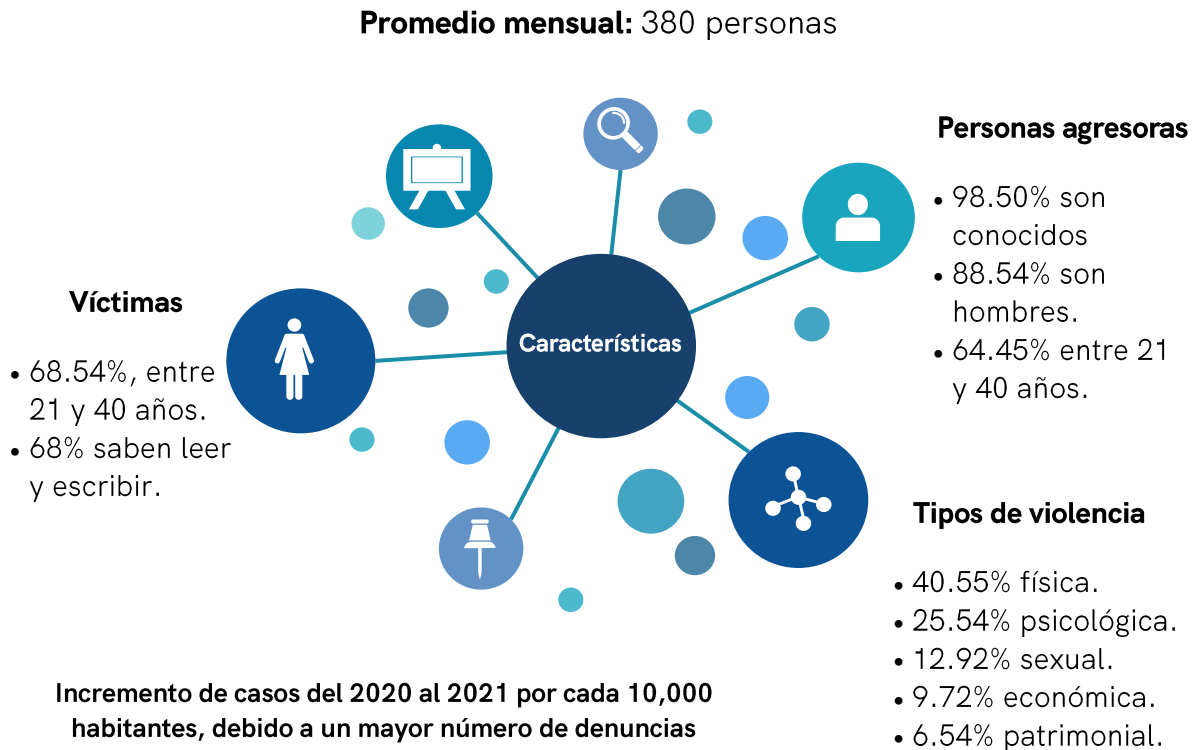 Promedio mensual: 380 personas
Personas agresoras
• 98.50% son
conocidos
• 88.54% son
hombres.
• 64.45% entre 21
y 40 años.
Víctimas
• 68.54%, entre
21 y 40 años.
• 68% saben leer
y escribir.
Características
Tipos de violencia
• 40.55% física.
• 25.54% psicológica.
• 12.92% sexual.
• 9.72% económica.
• 6.54% patrimonial.
Incremento de casos del 2020 al 2021 por cada 10,000
habitantes, debido a un mayor número de denuncias